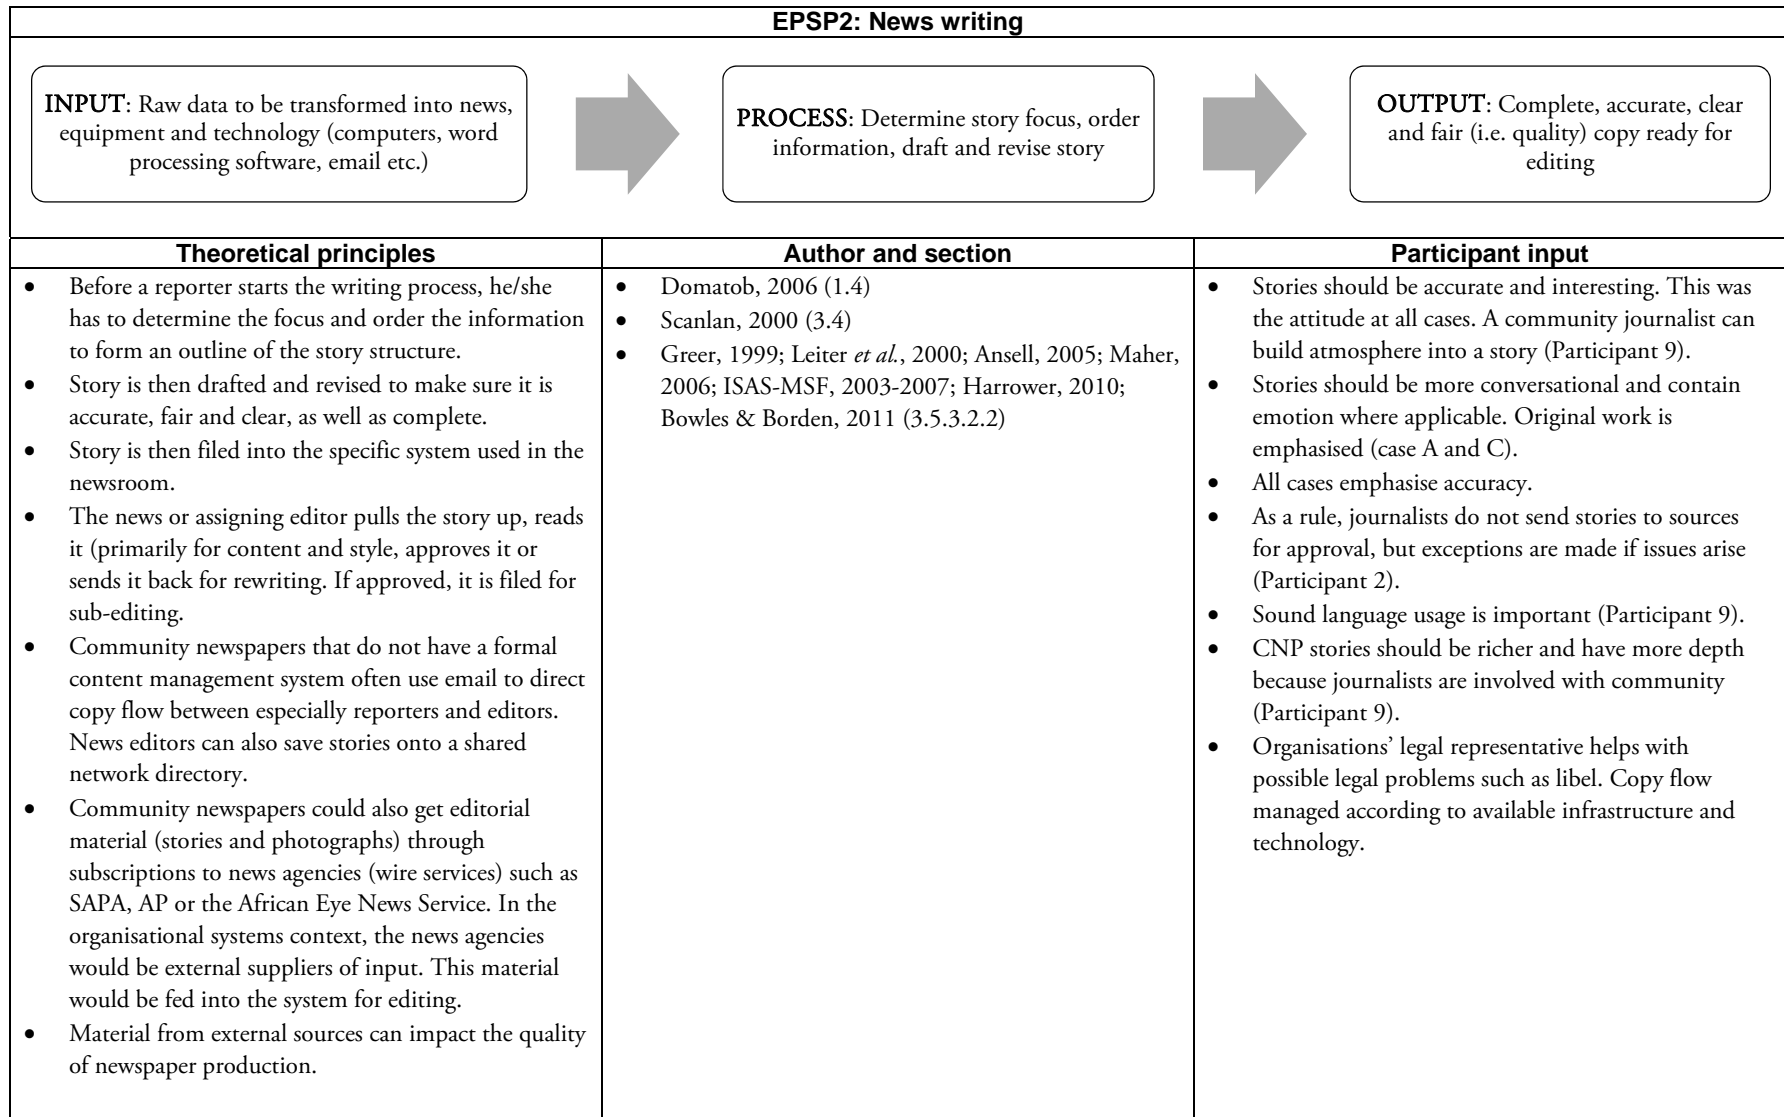 EPSP2: News writing
INPUT: Raw data to be transformed into news,
equipment and technology (computers, word
processing software, email etc.)
PROCESS: Determine story focus, order
information, draft and revise story
OUTPUT: Complete, accurate, clear
and fair (i.e. quality) copy ready for
editing
Theoretical principles
• Before a reporter starts the writing process, he/she
has to determine the focus and order the information
to form an outline of the story structure.
• Story is then drafted and revised to make sure it is
accurate, fair and clear, as well as complete.
• Story is then filed into the specific system used in the
newsroom.
• The news or assigning editor pulls the story up, reads
it (primarily for content and style, approves it or
sends it back for rewriting. If approved, it is filed for
sub-editing.
• Community newspapers that do not have a formal
content management system often use email to direct
copy flow between especially reporters and editors.
News editors can also save stories onto a shared
network directory.
• Community newspapers could also get editorial
material (stories and photographs) through
subscriptions to news agencies (wire services) such as
SAPA, AP or the African Eye News Service. In the
organisational systems context, the news agencies
would be external suppliers of input. This material
would be fed into the system for editing.
• Material from external sources can impact the quality
of newspaper production.
Author and section
• Domatob, 2006 (1.4)
• Scanlan, 2000 (3.4)
• Greer, 1999; Leiter et al., 2000; Ansell, 2005; Maher,
2006; ISAS-MSF, 2003-2007; Harrower, 2010;
Bowles & Borden, 2011 (3.5.3.2.2)
Participant input
• Stories should be accurate and interesting. This was
the attitude at all cases. A community journalist can
build atmosphere into a story (Participant 9).
• Stories should be more conversational and contain
emotion where applicable. Original work is
emphasised (case A and C).
• All cases emphasise accuracy.
• As a rule, journalists do not send stories to sources
for approval, but exceptions are made if issues arise
(Participant 2).
• Sound language usage is important (Participant 9).
• CNP stories should be richer and have more depth
because journalists are involved with community
(Participant 9).
• Organisations’ legal representative helps with
possible legal problems such as libel. Copy flow
managed according to available infrastructure and
technology.